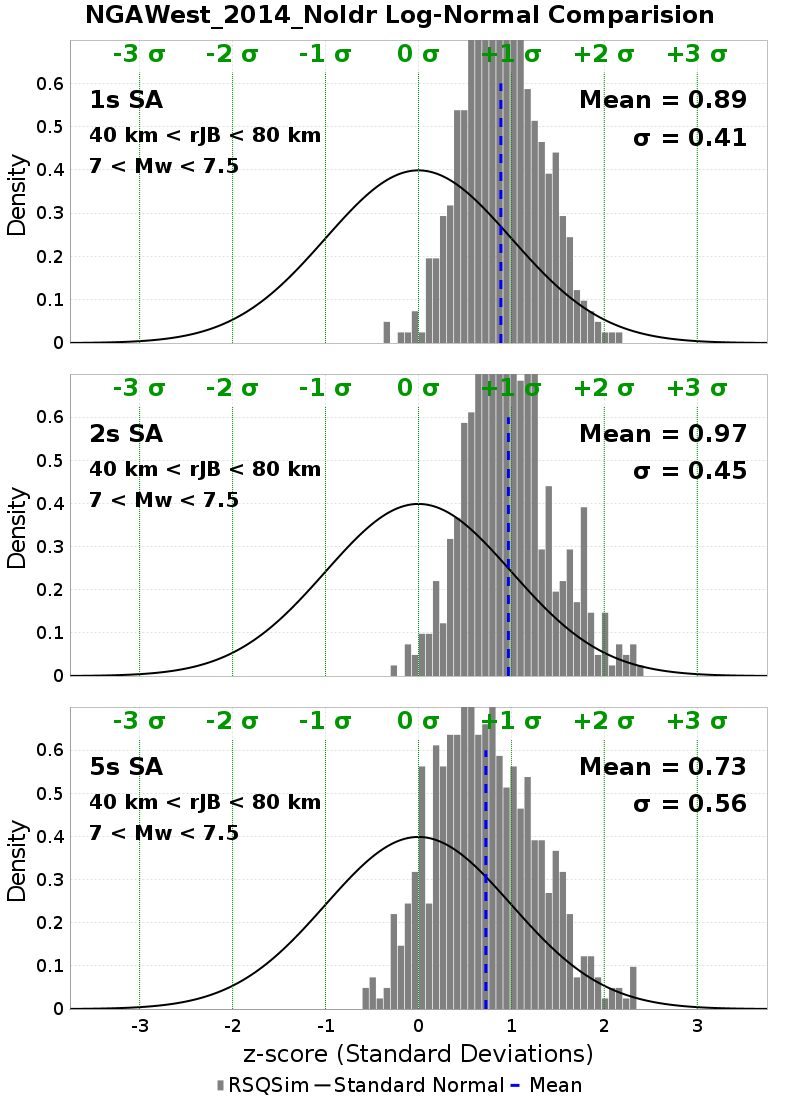 NGAWest_2014_NoIdr Log-Normal Comparision
-3 σ -2 σ -1 σ 0 σ +1 σ +2 σ +3 σ
1s SA
Mean = 0.89
40 km < rJB < 80 km
σ = 0.41
7 < Mw < 7.5
Density
0.6
0.5
0.4
0.3
0.2
0.1
0
-3 σ -2 σ -1 σ 0 σ +1 σ +2 σ +3 σ
2s SA
Mean = 0.97
40 km < rJB < 80 km
σ = 0.45
7 < Mw < 7.5
Density
0.6
0.5
0.4
0.3
0.2
0.1
0
-3 σ -2 σ -1 σ 0 σ +1 σ +2 σ +3 σ
5s SA
Mean = 0.73
40 km < rJB < 80 km
σ = 0.56
7 < Mw < 7.5
Density
0.6
0.5
0.4
0.3
0.2
0.1
0
-3 -2 -1 0 1 2 3
z-score (Standard Deviations)
RSQSim Standard Normal Mean